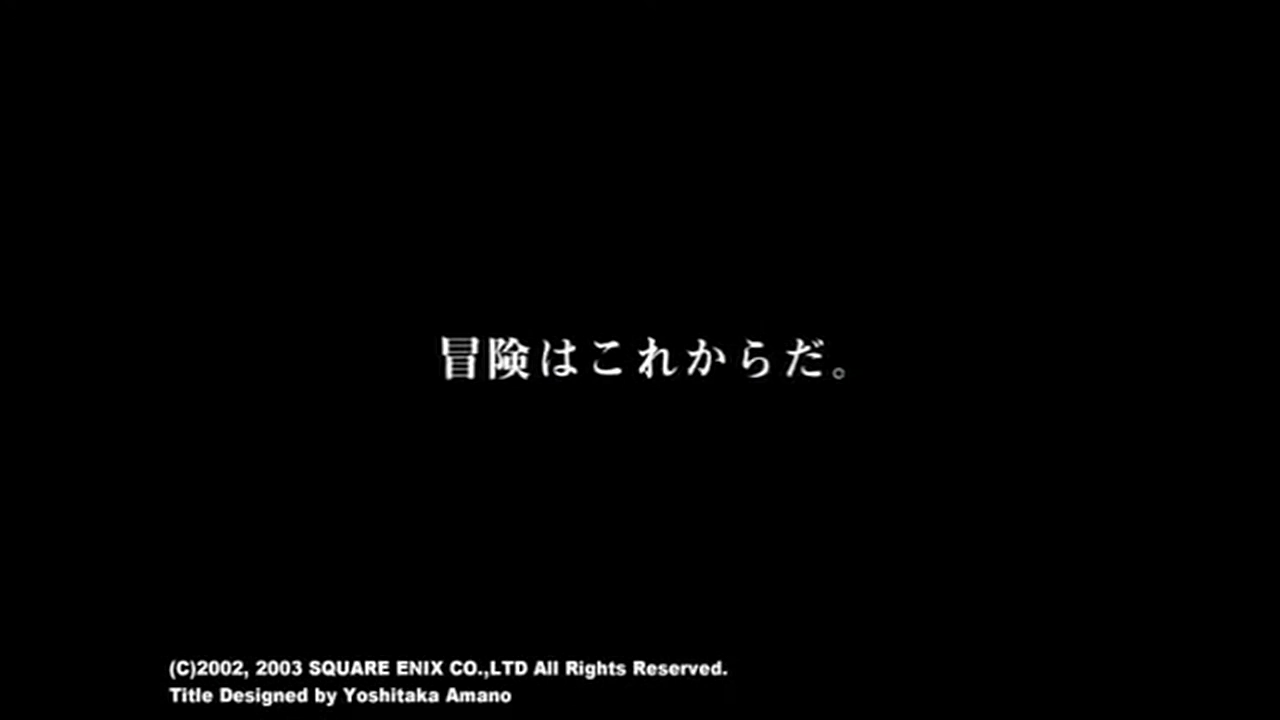 冒険はこれからだ。
(C)2002, 2003 SQUARE ENIX CO.,LTD All Rights Reserved.
Title Designed by Yoshitaka Amano